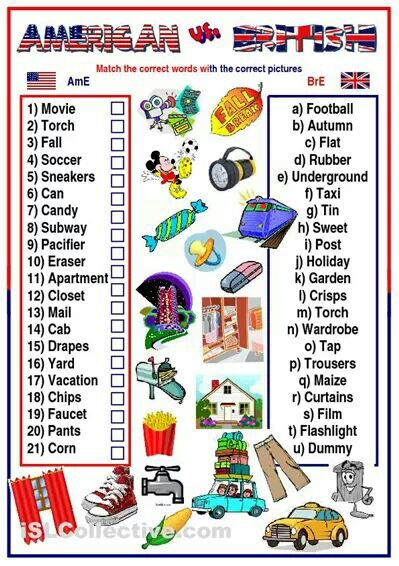 AMERICAN vs. BRITISH
Match the correct words with the correct pictures
AmE
BrE
1) Movie
2) Torch
3) Fall
4) Soccer
5) Sneakers
6) Can
7) Candy
8) Subway
9) Pacifier
10) Eraser
11) Apartment
12) Closet
13) Mail
14) Cab
15) Drapes
16) Yard
17) Vacation
18) Chips
19) Faucet
20) Pants
21) Corn
FALL
BREAK
a) Football
b) Autumn
c) Flat
d) Rubber
e) Underground
f) Taxi
g) Tin
h) Sweet
i) Post
j) Holiday
k) Garden
l) Crisps
m) Torch
n) Wardrobe
o) Tap
p) Trousers
q) Maize
r) Curtains
s) Film
t) Flashlight
u) Dummy
iSLCollective.com